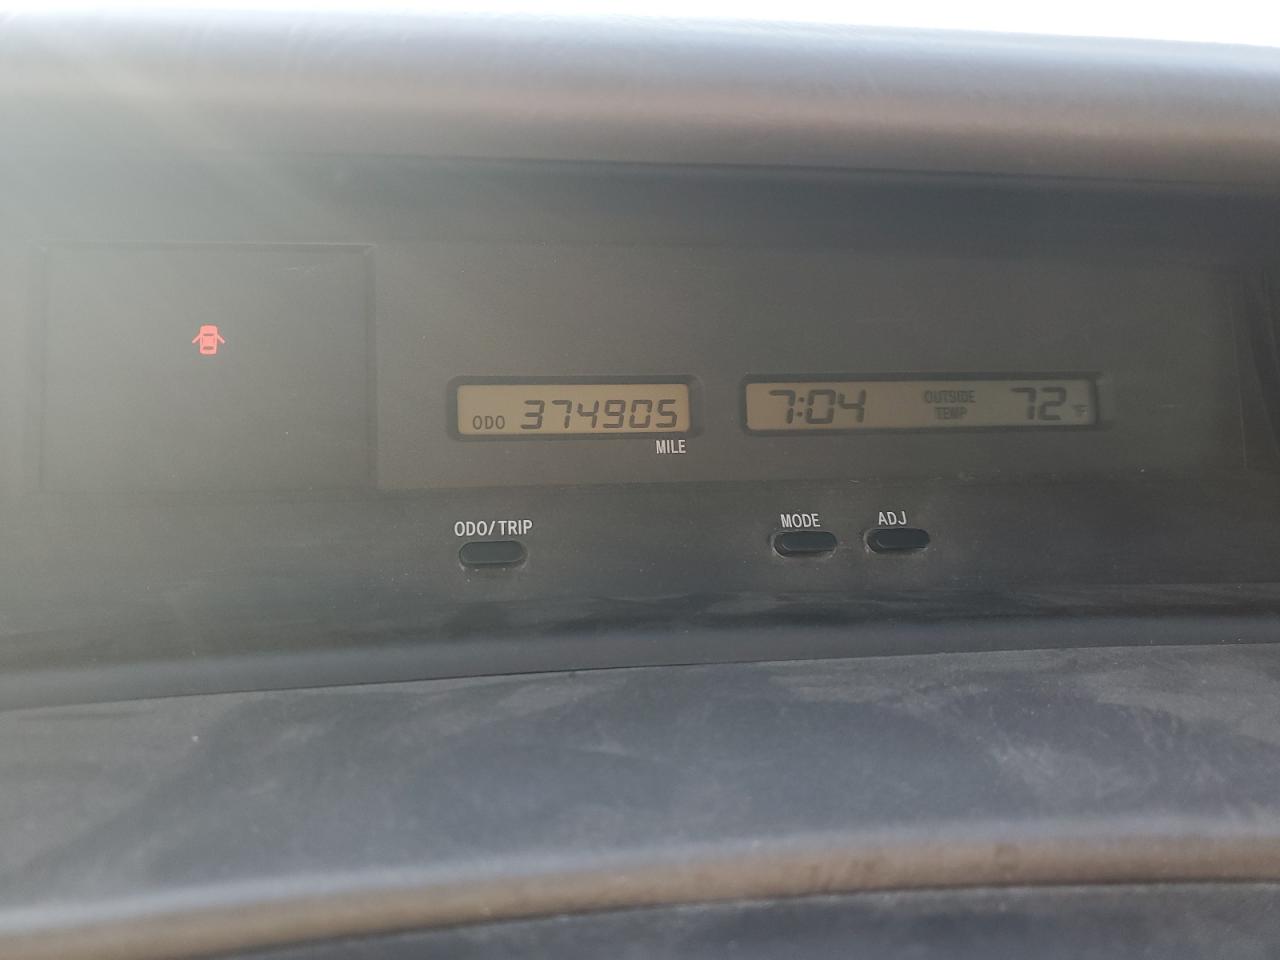 ODO 374905
MILE
7:04 OUTSIDE TEMP 72 °F
ODO/TRIP
MODE
ADJ